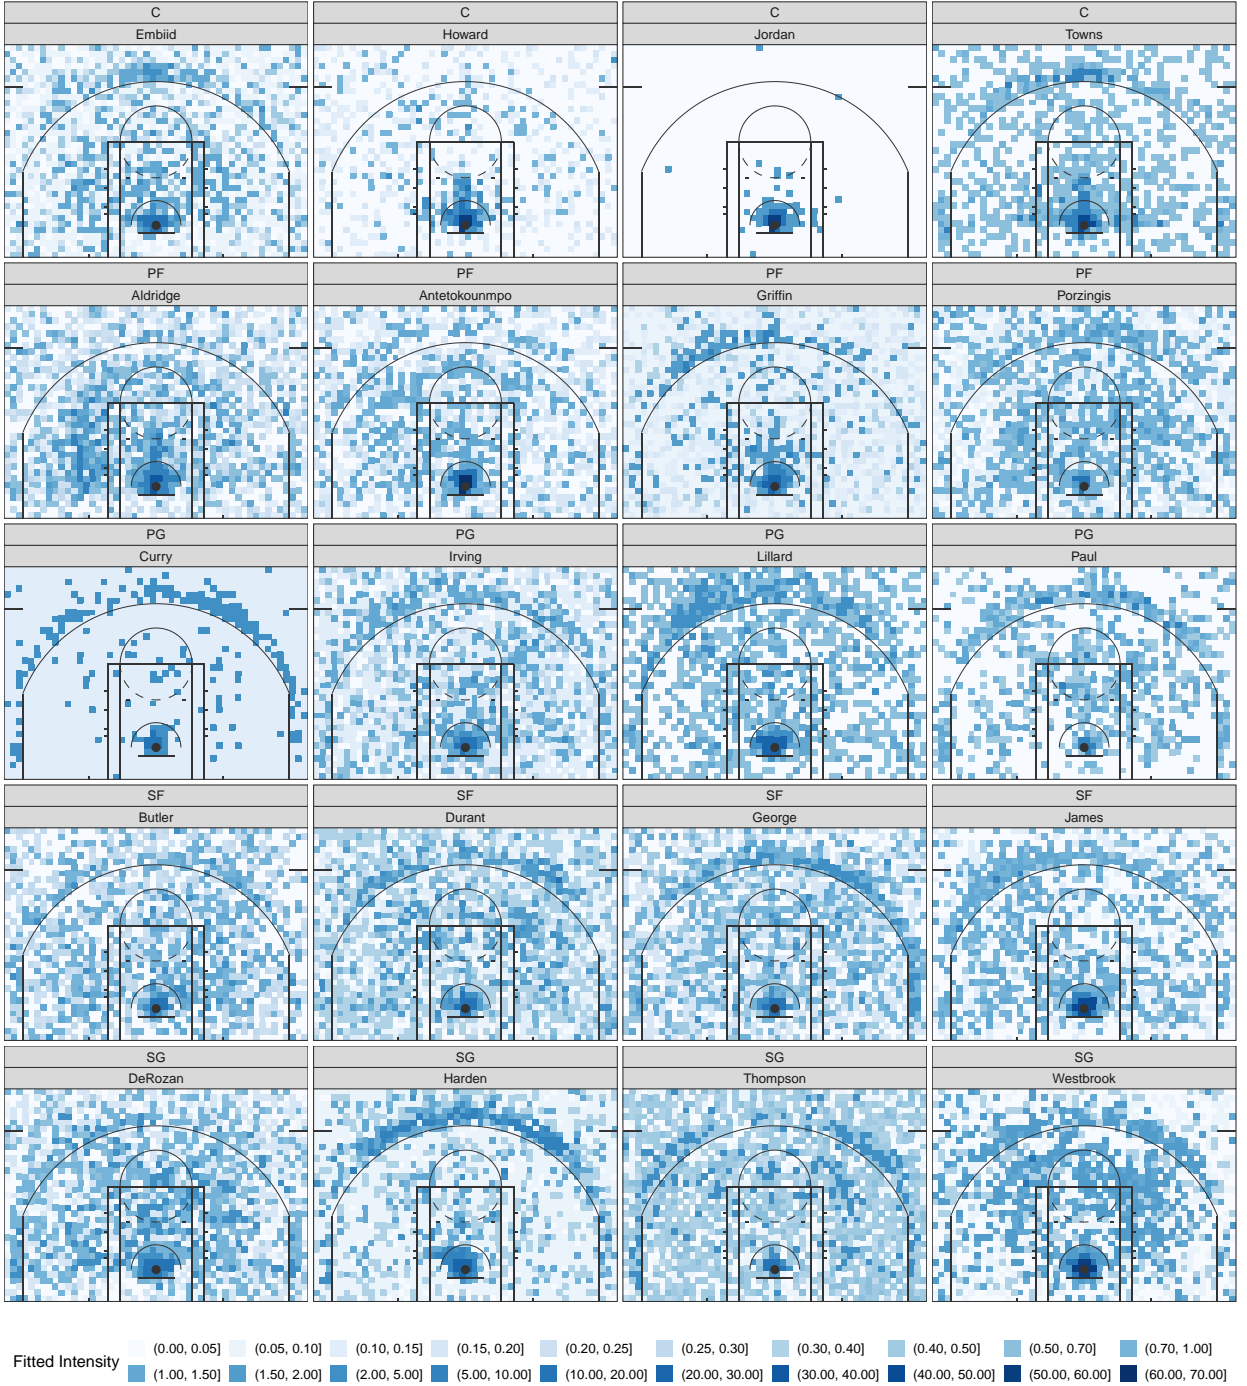 C C C C
Embiid Howard Jordan Towns
PF PF PF PF
Aldridge Antetokounmpo Griffin Porzingis
PG PG PG PG
Curry Irving Lillard Paul
SF SF SF SF
Butler Durant George James
SG SG SG SG
DeRozan Harden Thompson Westbrook
Fitted Intensity
(0.00, 0.05] (0.05, 0.10] (0.10, 0.15] (0.15, 0.20] (0.20, 0.25] (0.25, 0.30] (0.30, 0.40] (0.40, 0.50] (0.50, 0.70] (0.70, 1.00]
(1.00, 1.50] (1.50, 2.00] (2.00, 5.00] (5.00, 10.00] (10.00, 20.00] (20.00, 30.00] (30.00, 40.00] (40.00, 50.00] (50.00, 60.00] (60.00, 70.00]